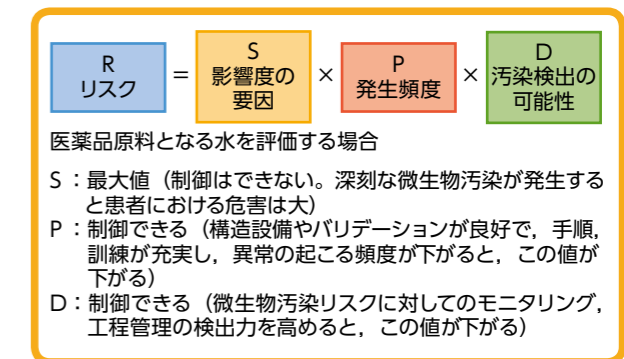 R
リスク
=
S
影響度の
要因
×
P
発生頻度
×
D
汚染検出の
可能性
医薬品原料となる水を評価する場合
S：最大値（制御はできない。深刻な微生物汚染が発生する
と患者における危害は大）
P：制御できる（構造設備やバリデーションが良好で，手順，
訓練が充実し，異常の起こる頻度が下がると，この値が
下がる）
D：制御できる（微生物汚染リスクに対してのモニタリング，
工程管理の検出力を高めると，この値が下がる）